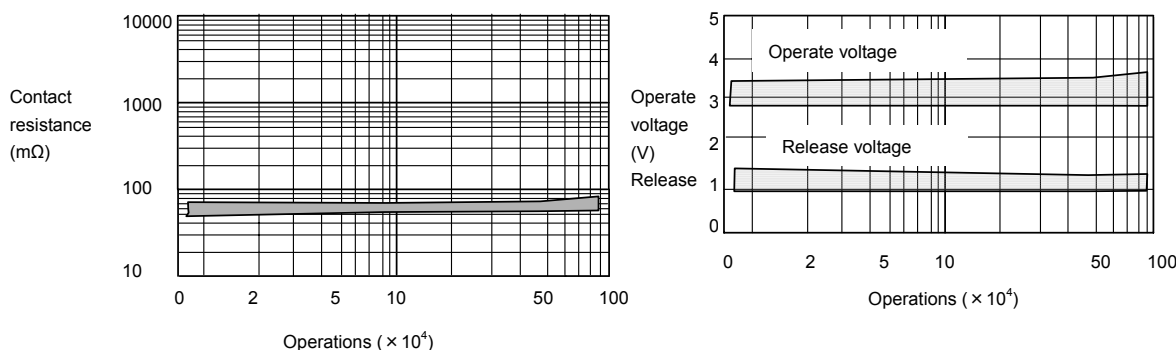 10000
1000
100
10
Contact
resistance
(mΩ)
0 2 5 10 50 100
Operations ( × 10⁴)
5
4
3
2
1
0
Operate
voltage
(V)
Release
Operate voltage
Release voltage
0 2 5 10 50 100
Operations ( × 10⁴)